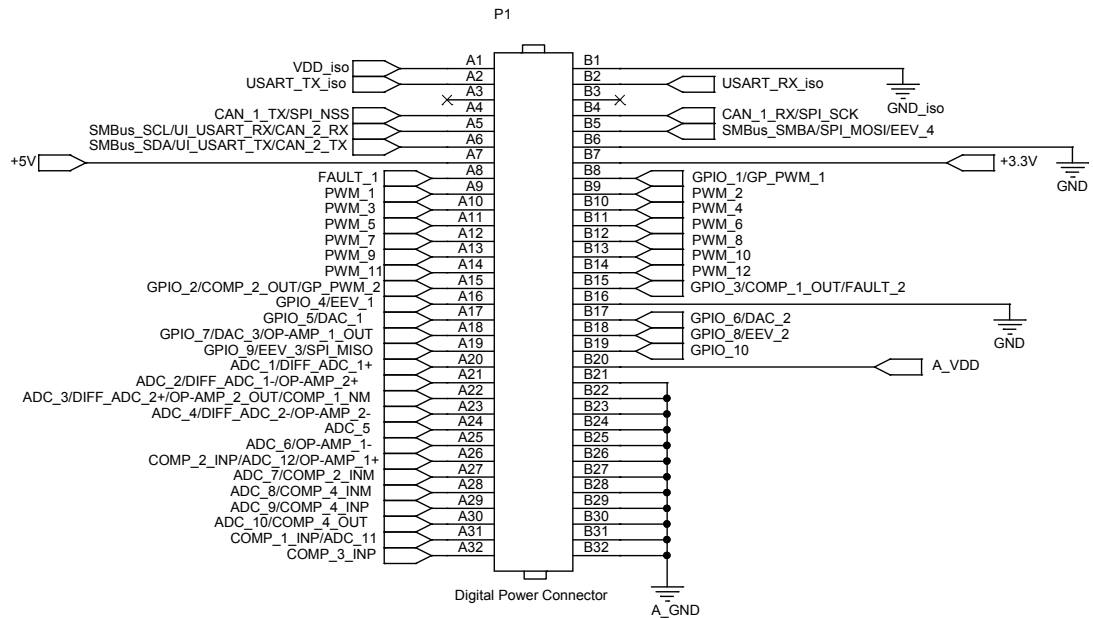 P1
VDD_iso A1 B1
GND_iso
USART_TX_iso A2 B2 USART_RX_iso
A3 B3
CAN_1_TX/SPI_NSS A4 B4 CAN_1_RX/SPI_SCK
SMBus_SCL/UI_USART_RX/CAN_2_RX A5 B5 SMBus_SMBA/SPI_MOSI/EEV_4
SMBus_SDA/UI_USART_TX/CAN_2_TX A6 B6
GND
+5V A7 B7 +3.3V
FAULT_1 A8 B8 GPIO_1/GP_PWM_1
PWM_1 A9 B9 PWM_2
PWM_3 A10 B10 PWM_4
PWM_5 A11 B11 PWM_6
PWM_7 A12 B12 PWM_8
PWM_9 A13 B13 PWM_10
PWM_11 A14 B14 PWM_12
GPIO_2/COMP_2_OUT/GP_PWM_2 A15 B15 GPIO_3/COMP_1_OUT/FAULT_2
GPIO_4/EEV_1 A16 B16
GND
GPIO_5/DAC_1 A17 B17 GPIO_6/DAC_2
GPIO_7/DAC_3/OP-AMP_1_OUT A18 B18 GPIO_8/EEV_2
GPIO_9/EEV_3/SPI_MISO A19 B19 GPIO_10
ADC_1/DIFF_ADC_1+ A20 B20 A_VDD
ADC_2/DIFF_ADC_1-/OP-AMP_2+ A21 B21
ADC_3/DIFF_ADC_2+/OP-AMP_2_OUT/COMP_1_NM A22 B22
ADC_4/DIFF_ADC_2-/OP-AMP_2- A23 B23
ADC_5 A24 B24
ADC_6/OP-AMP_1- A25 B25
COMP_2_INP/ADC_12/OP-AMP_1+ A26 B26
ADC_7/COMP_2_INM A27 B27
ADC_8/COMP_4_INM A28 B28
ADC_9/COMP_4_INP A29 B29
ADC_10/COMP_4_OUT A30 B30
COMP_1_INP/ADC_11 A31 B31
COMP_3_INP A32 B32
Digital Power Connector
A_GND